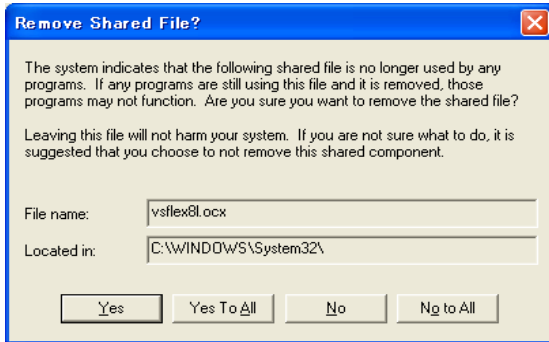 Remove Shared File?
The system indicates that the following shared file is no longer used by any
programs.  If any programs are still using this file and it is removed, those
programs may not function.  Are you sure you want to remove the shared file?
Leaving this file will not harm your system.  If you are not sure what to do, it is
suggested that you choose to not remove this shared component.
File name: vsflex8l.ocx
Located in: C:\WINDOWS\System32\
Yes Yes To All No No to All